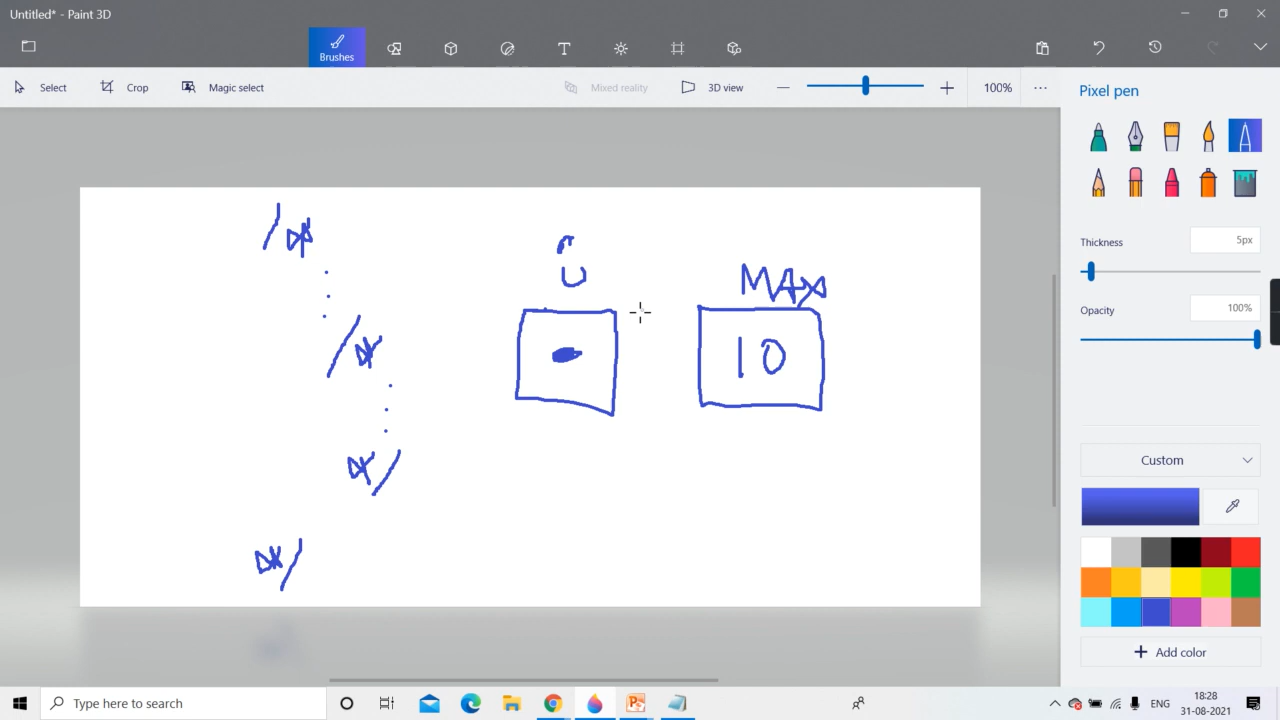 Untitled* - Paint 3D
Brushes
Select
Crop
Magic select
Mixed reality
3D view
100%
Pixel pen
Thickness
5px
Opacity
100%
Custom
Add color
/*
/*
*/
*/
MAX
10
Type here to search
ENG
18:28
31-08-2021